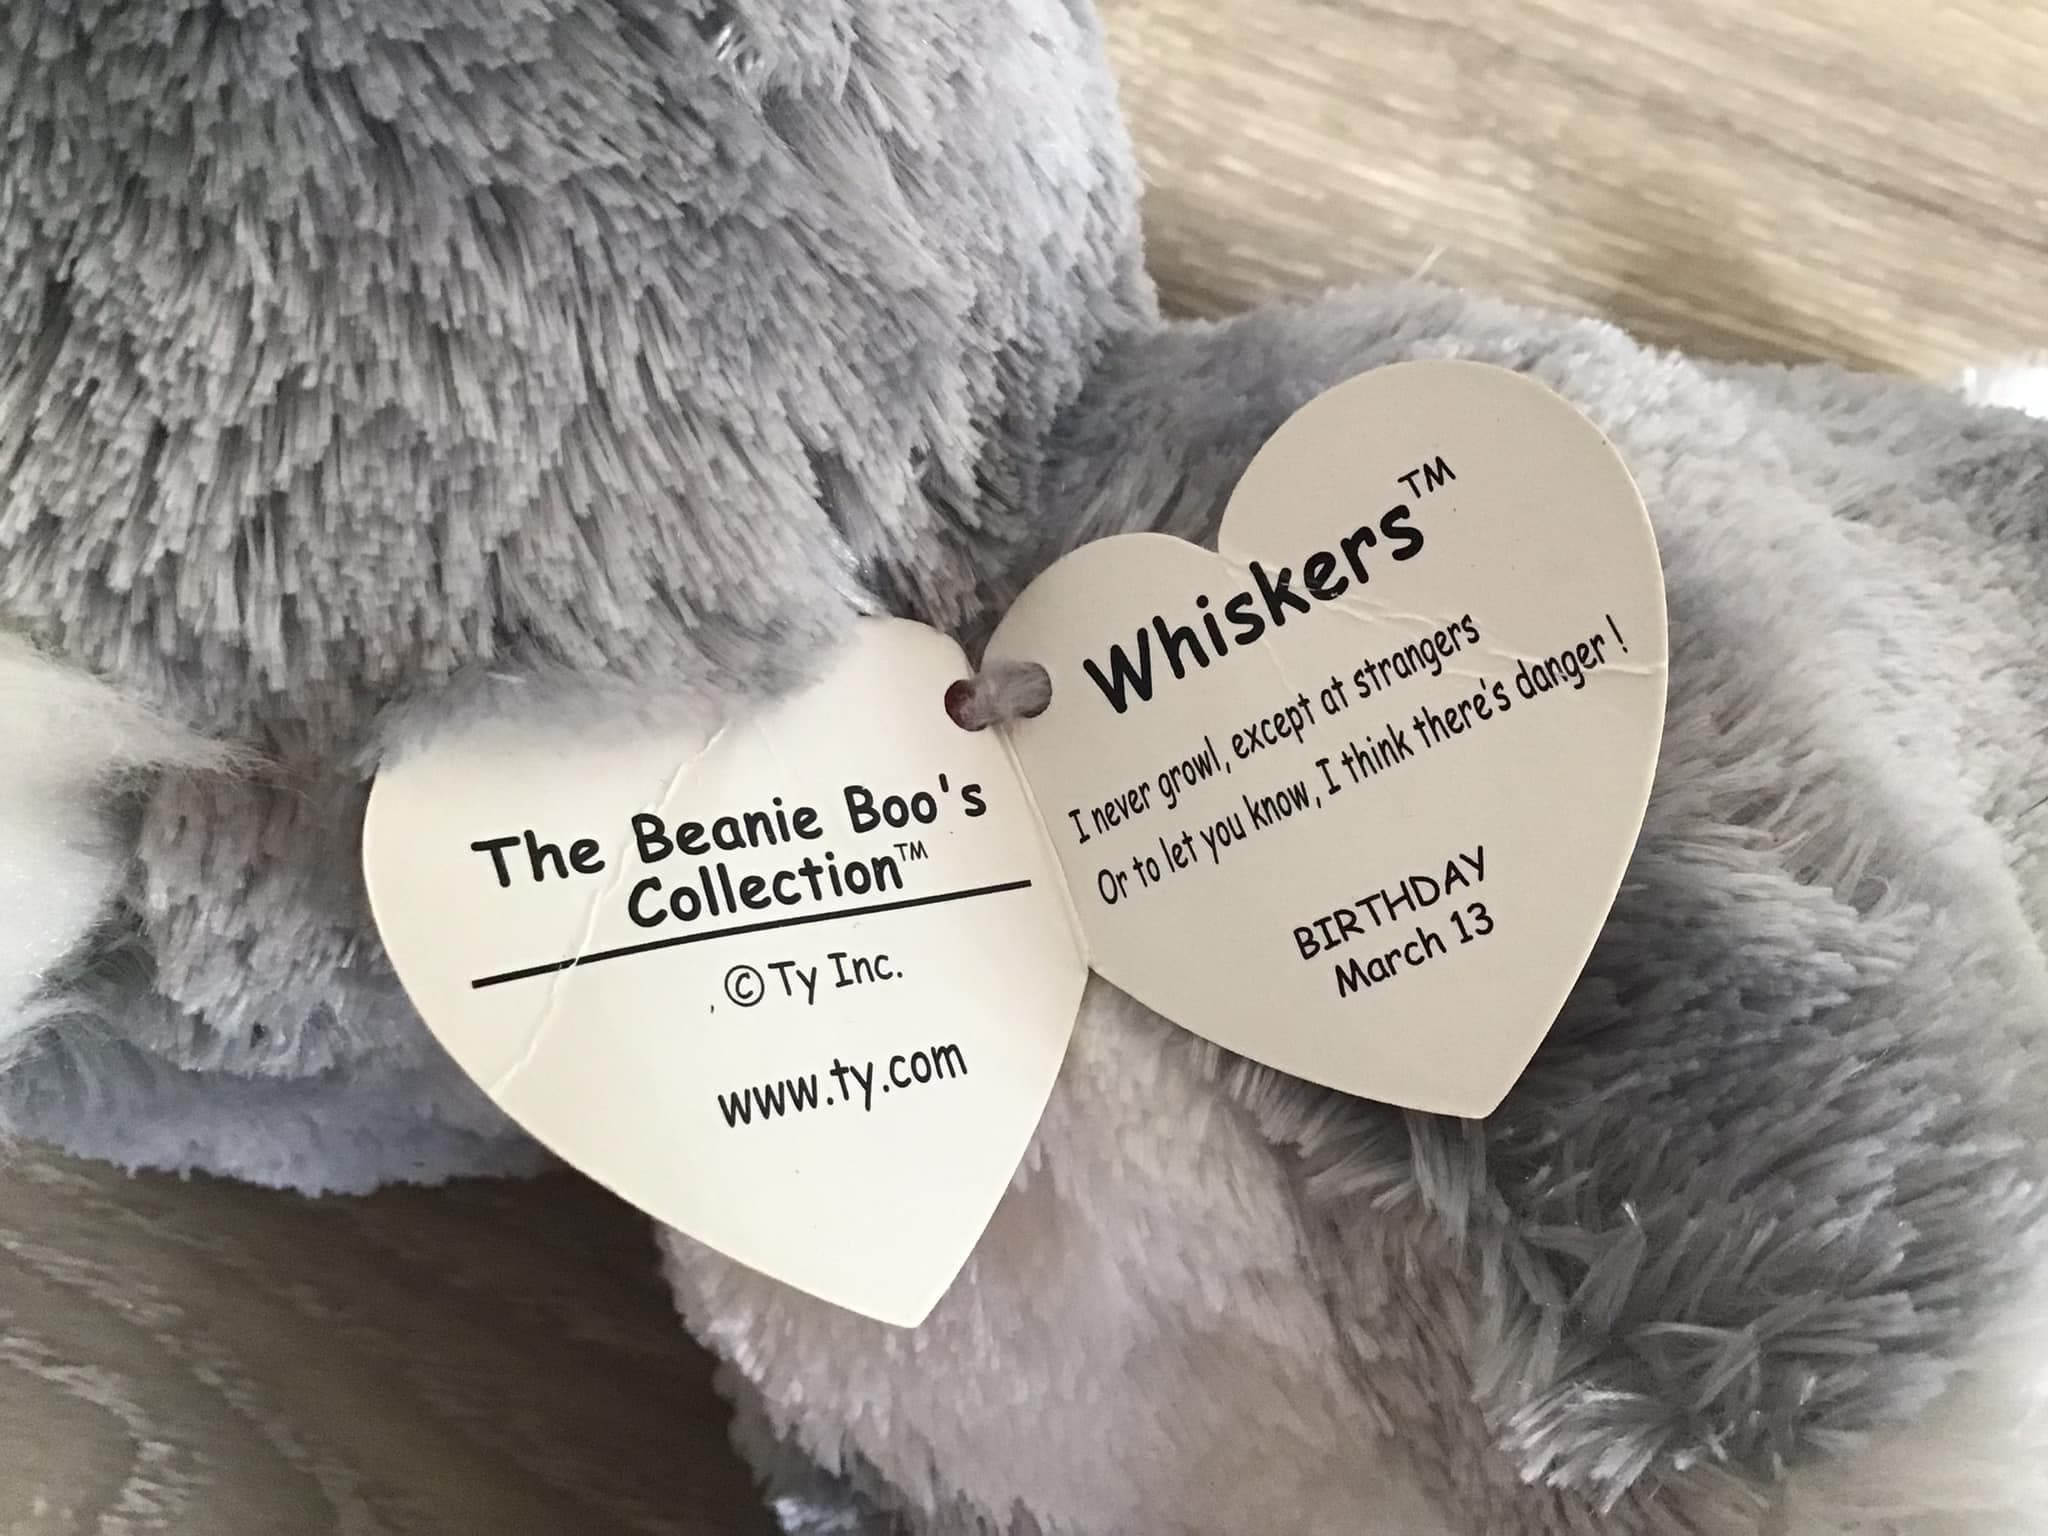 The Beanie Boo's
Collection™
© Ty Inc.
www.ty.com
Whiskers™
I never growl, except at strangers
Or to let you know, I think there's danger !
BIRTHDAY
March 13